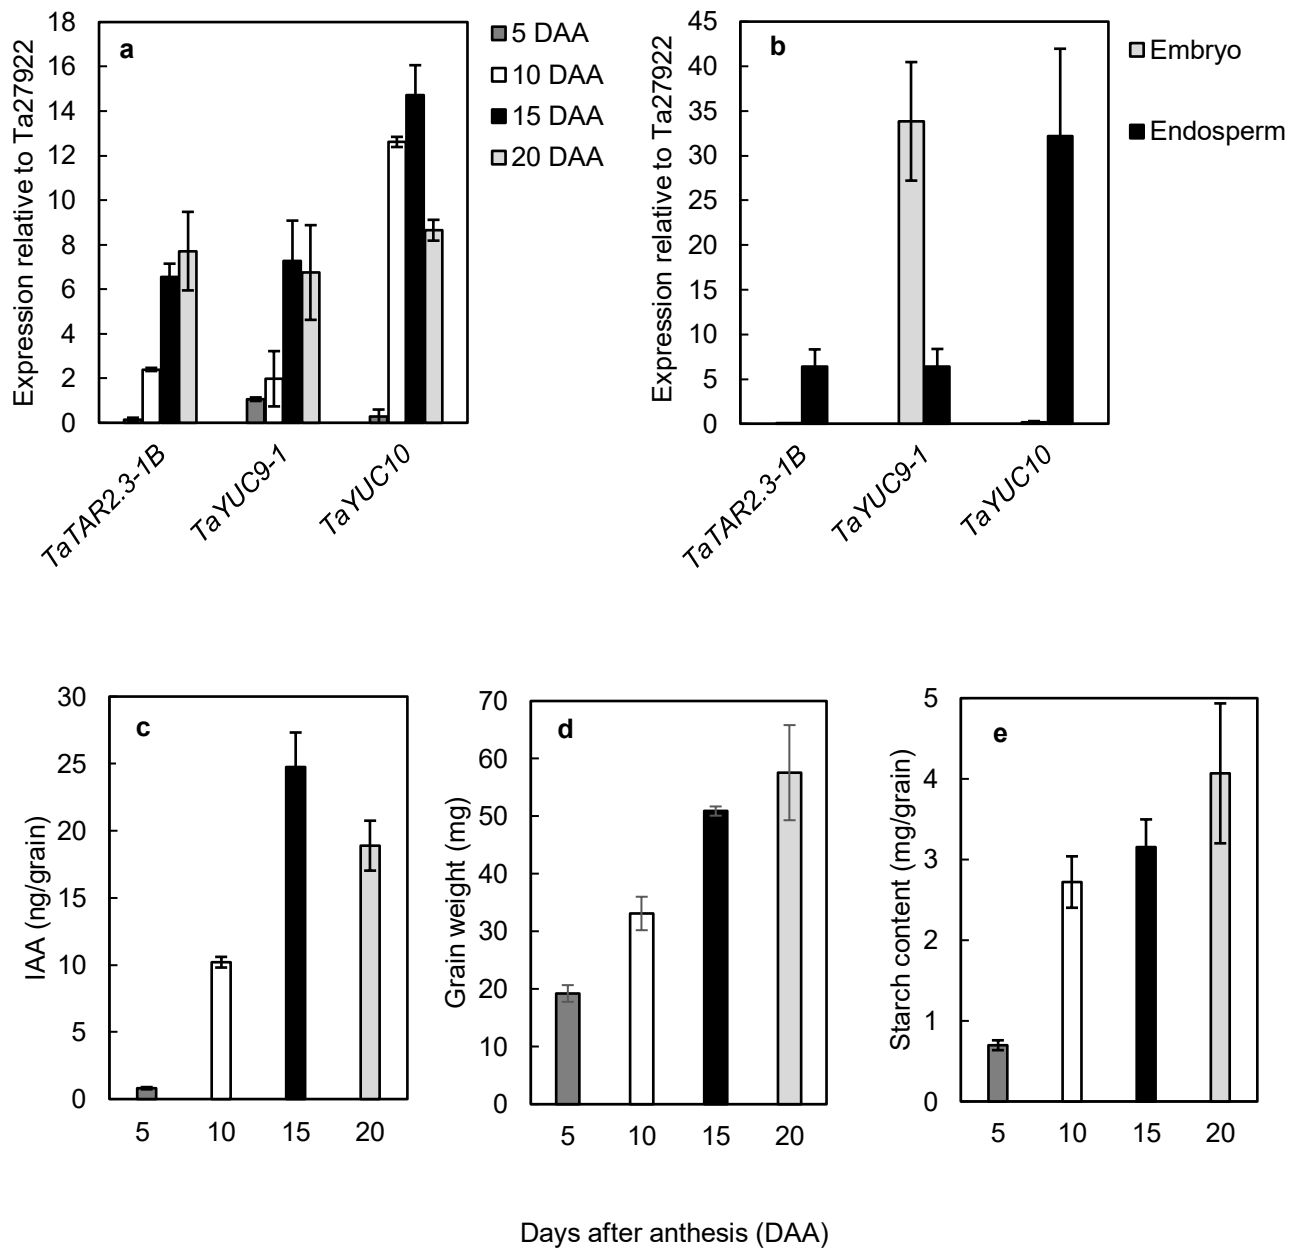 a
Expression relative to Ta27922
18
16
14
12
10
8
6
4
2
0
TaTAR2.3-1B
TaYUC9-1
TaYUC10
5 DAA
10 DAA
15 DAA
20 DAA
b
Expression relative to Ta27922
45
40
35
30
25
20
15
10
5
0
TaTAR2.3-1B
TaYUC9-1
TaYUC10
Embryo
Endosperm
c
IAA (ng/grain)
30
25
20
15
10
5
0
5 10 15 20
d
Grain weight (mg)
70
60
50
40
30
20
10
0
5 10 15 20
e
Starch content (mg/grain)
5
4
3
2
1
0
5 10 15 20
Days after anthesis (DAA)